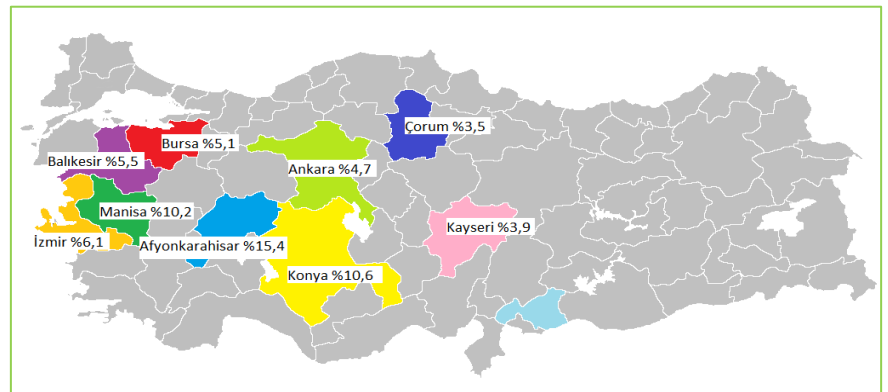 Çorum %3,5
Bursa %5,1
Balıkesir %5,5
Ankara %4,7
Manisa %10,2
Kayseri %3,9
İzmir %6,1
Afyonkarahisar %15,4
Konya %10,6